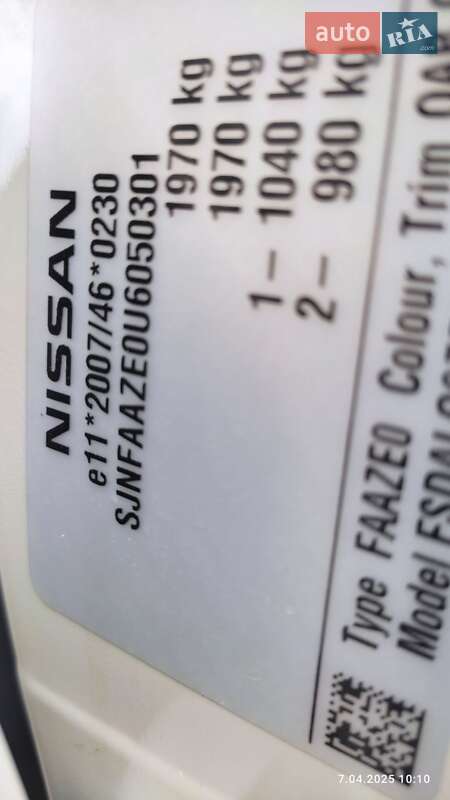 auto RIA
.com
NISSAN
e11*2007/46*0230
SJNFAAZE0U6050301
1970 kg
1970 kg
1– 1040 kg
2– 980 kg
Type FAAZE0 Colour, Trim
Model
7.04.2025 10:10